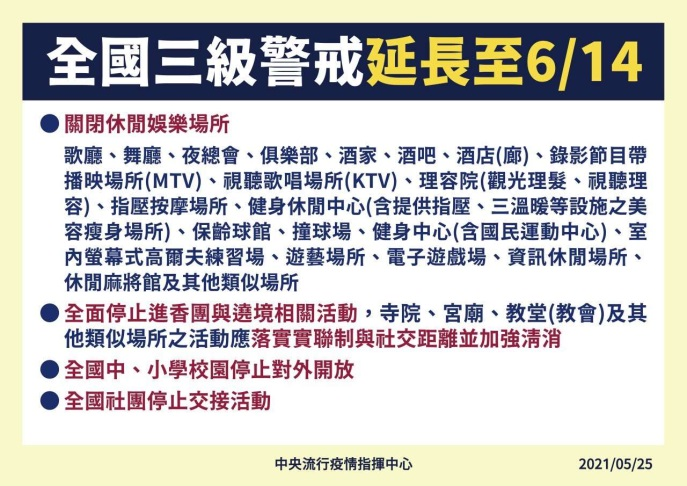 全國三級警戒延長至6/14
●關閉休閒娛樂場所
歌廳、舞廳、夜總會、俱樂部、酒家、酒吧、酒店(廊)、錄影節目帶
播映場所(MTV)、視聽歌唱場所(KTV)、理容院(觀光理髮、視聽理
容)、指壓按摩場所、健身休閒中心(含提供指壓、三溫暖等設施之美
容瘦身場所)、保齡球館、撞球場、健身中心(含國民運動中心)、室
內螢幕式高爾夫練習場、遊藝場所、電子遊戲場、資訊休閒場所、
休閒麻將館及其他類似場所
●全面停止進香團與遶境相關活動，寺院、宮廟、教堂(教會)及其
他類似場所之活動應落實實聯制與社交距離並加強清消
●全國中、小學校園停止對外開放
●全國社團停止交接活動
中央流行疫情指揮中心
2021/05/25